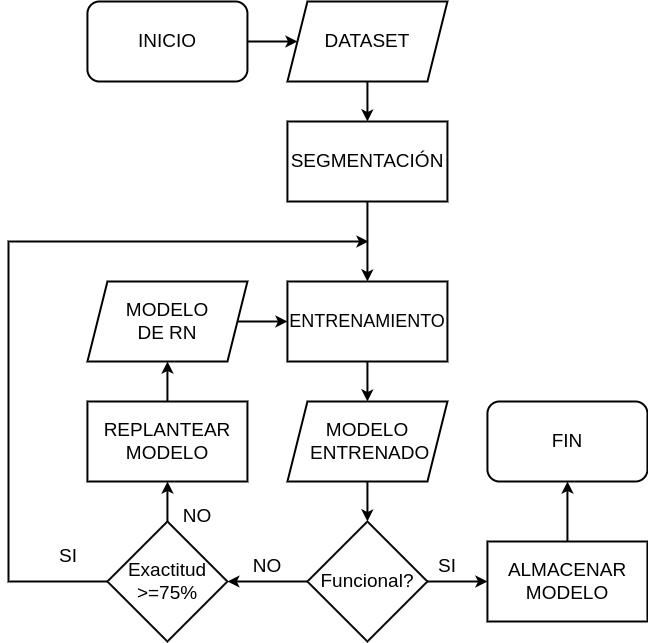 INICIO
DATASET
SEGMENTACIÓN
MODELO
DE RN
ENTRENAMIENTO
REPLANTEAR
MODELO
MODELO
ENTRENADO
FIN
NO
SI
Exactitud
>=75%
NO
Funcional?
SI
ALMACENAR
MODELO